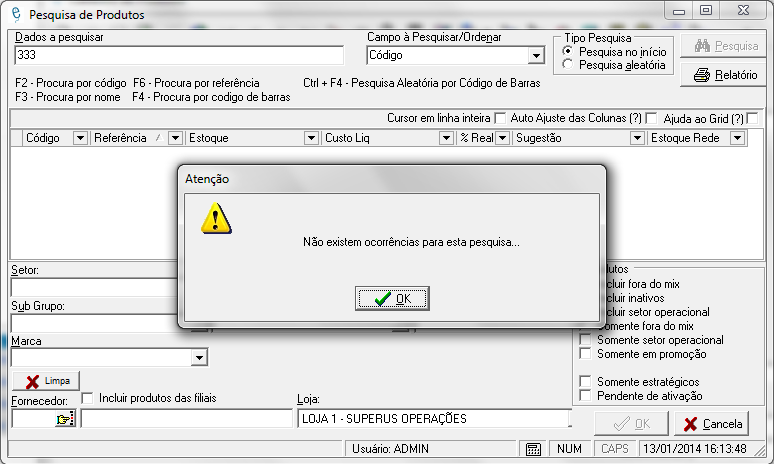 Pesquisa de Produtos
Dados a pesquisar
Campo à Pesquisar/Ordenar
Tipo Pesquisa
333
Código
Pesquisa no início
Pesquisa aleatória
Pesquisa
Relatório
F2 - Procura por código F6 - Procura por referência Ctrl + F4 - Pesquisa Aleatória por Código de Barras
F3 - Procura por nome F4 - Procura por codigo de barras
Cursor em linha inteira Auto Ajuste das Colunas (?) Ajuda ao Grid (?)
Código Referência Estoque Custo Liq % Real Sugestão Estoque Rede
Atenção
Não existem ocorrências para esta pesquisa...
OK
Setor:
Sub Grupo:
Marca
Limpa
Fornecedor:
Incluir produtos das filiais
Loja:
LOJA 1 - SUPERUS OPERAÇÕES
utos
cluir fora do mix
cluir inativos
cluir setor operacional
Somente fora do mix
Somente setor operacional
Somente em promoção
Somente estratégicos
Pendente de ativação
OK
Cancela
Usuário: ADMIN NUM CAPS 13/01/2014 16:13:48